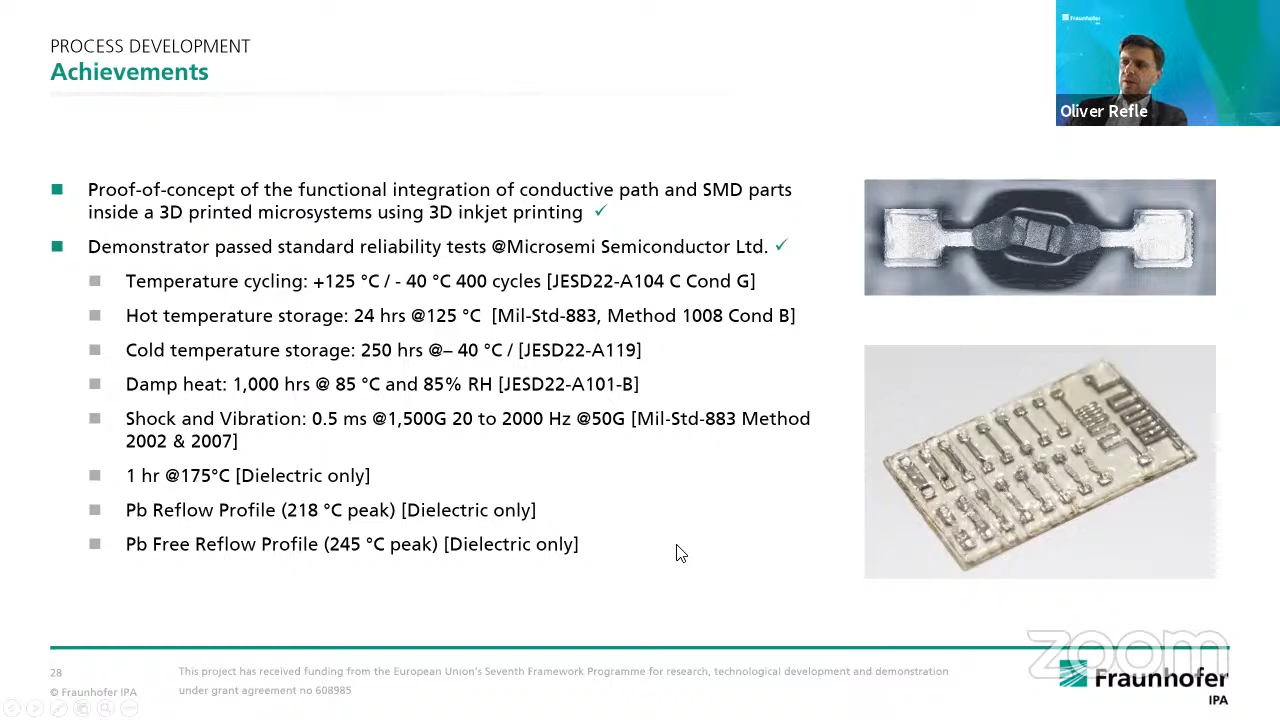 PROCESS DEVELOPMENT
Achievements
Fraunhofer
Oliver Refle
Proof-of-concept of the functional integration of conductive path and SMD parts
inside a 3D printed microsystems using 3D inkjet printing ✓
Demonstrator passed standard reliability tests @Microsemi Semiconductor Ltd. ✓
Temperature cycling: +125 °C / - 40 °C 400 cycles [JESD22-A104 C Cond G]
Hot temperature storage: 24 hrs @125 °C [Mil-Std-883, Method 1008 Cond B]
Cold temperature storage: 250 hrs @– 40 °C / [JESD22-A119]
Damp heat: 1,000 hrs @ 85 °C and 85% RH [JESD22-A101-B]
Shock and Vibration: 0.5 ms @1,500G 20 to 2000 Hz @50G [Mil-Std-883 Method
2002 & 2007]
1 hr @175°C [Dielectric only]
Pb Reflow Profile (218 °C peak) [Dielectric only]
Pb Free Reflow Profile (245 °C peak) [Dielectric only]
28
This project has received funding from the European Union's Seventh Framework Programme for research, technological development and demonstration
under grant agreement no 608985
© Fraunhofer IPA
zoom
Fraunhofer
IPA